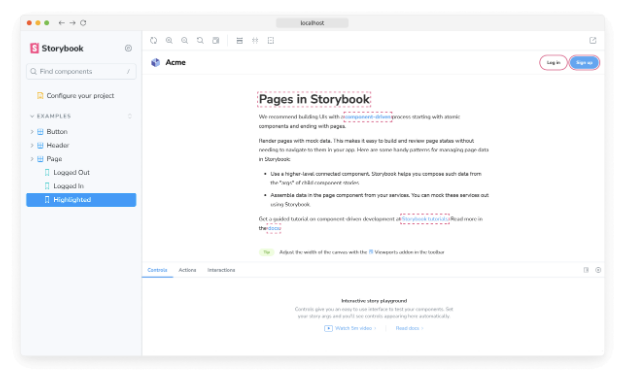 localhost
Storybook
Find components /
Configure your project
EXAMPLES
Button
Header
Page
Logged Out
Logged In
Highlighted
Acme
Log in
Sign up
Pages in Storybook
We recommend building UIs with a component-driven process starting with atomic
components and ending with pages.
Render pages with mock data. This makes it easy to build and review page states without
needing to navigate to them in your app. Here are some handy patterns for managing page data
in Storybook:
• Use a higher-level connected component. Storybook helps you compose such data from
the "args" of child component stories
• Assemble data in the page component from your services. You can mock these services out
using Storybook.
Get a guided tutorial on component-driven development at Storybook tutorials. Read more in
the docs.
Tip Adjust the width of the canvas with the Viewports addon in the toolbar
Controls Actions Interactions
Interactive story playground
Controls give you an easy to use interface to test your components. Set
your story args and you'll see controls appearing here automatically.
Watch 5m video
Read docs